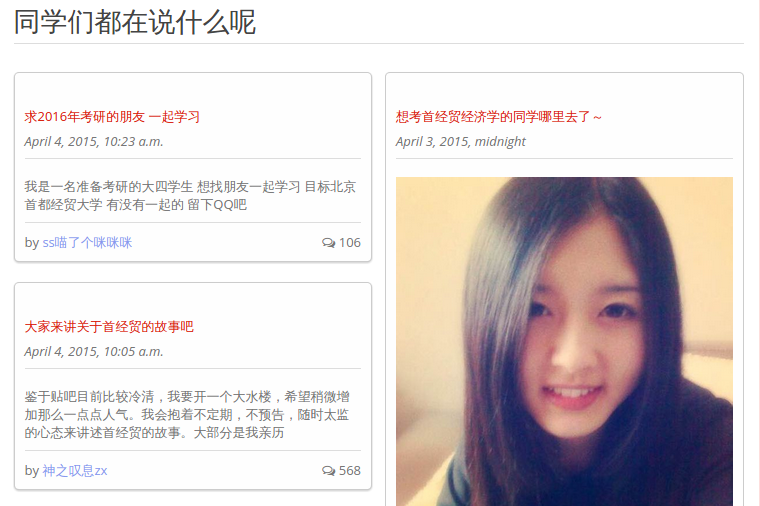 同学们都在说什么呢
求2016年考研的朋友 一起学习
April 4, 2015, 10:23 a.m.
我是一名准备考研的大四学生 想找朋友一起学习 目标北京
首都经贸大学 有没有一起的 留下QQ吧
by ss喵了个咪咪咪
106
大家来讲关于首经贸的故事吧
April 4, 2015, 10:05 a.m.
鉴于贴吧目前比较冷清，我要开一个大水楼，希望稍微增
加那么一点点人气。我会抱着不定期，不预告，随时太监
的心态来讲述首经贸的故事。大部分是我亲历
by 神之叹息zx
568
想考首经贸经济学的同学哪里去了～
April 3, 2015, midnight